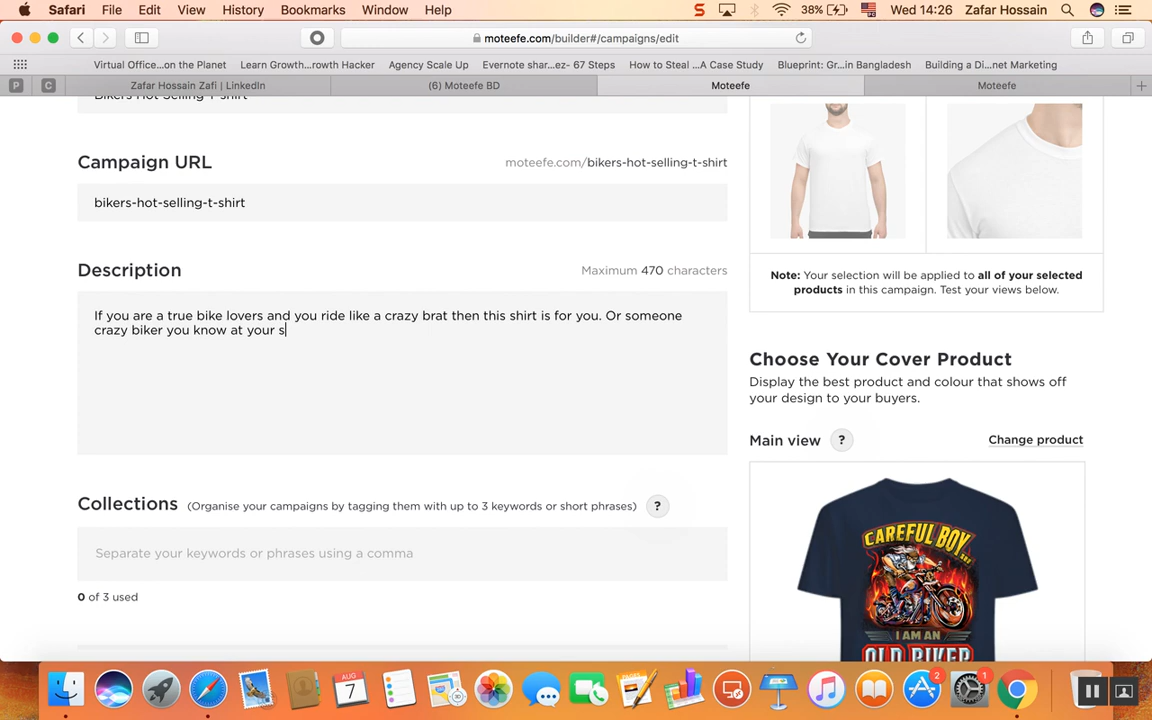 Safari File Edit View History Bookmarks Window Help S 38% Wed 14:26 Zafar Hossain
moteefe.com/builder#/campaigns/edit
Virtual Office...on the Planet Learn Growth...rowth Hacker Agency Scale Up Evernote shar...ez- 67 Steps How to Steal ...A Case Study Blueprint: Gr...in Bangladesh Building a Di...net Marketing
P C Zafar Hossain Zafi | LinkedIn (6) Moteefe BD Moteefe Moteefe
Bikers Hot Selling T-shirt
Campaign URL moteefe.com/bikers-hot-selling-t-shirt
bikers-hot-selling-t-shirt
Description Maximum 470 characters
If you are a true bike lovers and you ride like a crazy brat then this shirt is for you. Or someone
crazy biker you know at your s
Collections (Organise your campaigns by tagging them with up to 3 keywords or short phrases) ?
Separate your keywords or phrases using a comma
0 of 3 used
Note: Your selection will be applied to all of your selected
products in this campaign. Test your views below.
Choose Your Cover Product
Display the best product and colour that shows off
your design to your buyers.
Main view ? Change product
CAREFUL BOY...
I AM AN
OLD BIKER
AUG
7
2
1